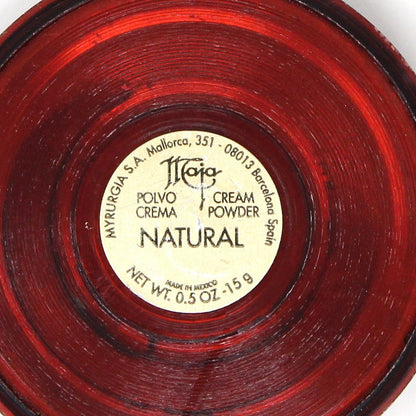 MYRURGIA S.A. Mallorca, 351 - 08013 Barcelona Spain
Maja
POLVO CREAM
CREMA POWDER
NATURAL
MADE IN MEXICO
NET WT. 0.5 OZ -15 g